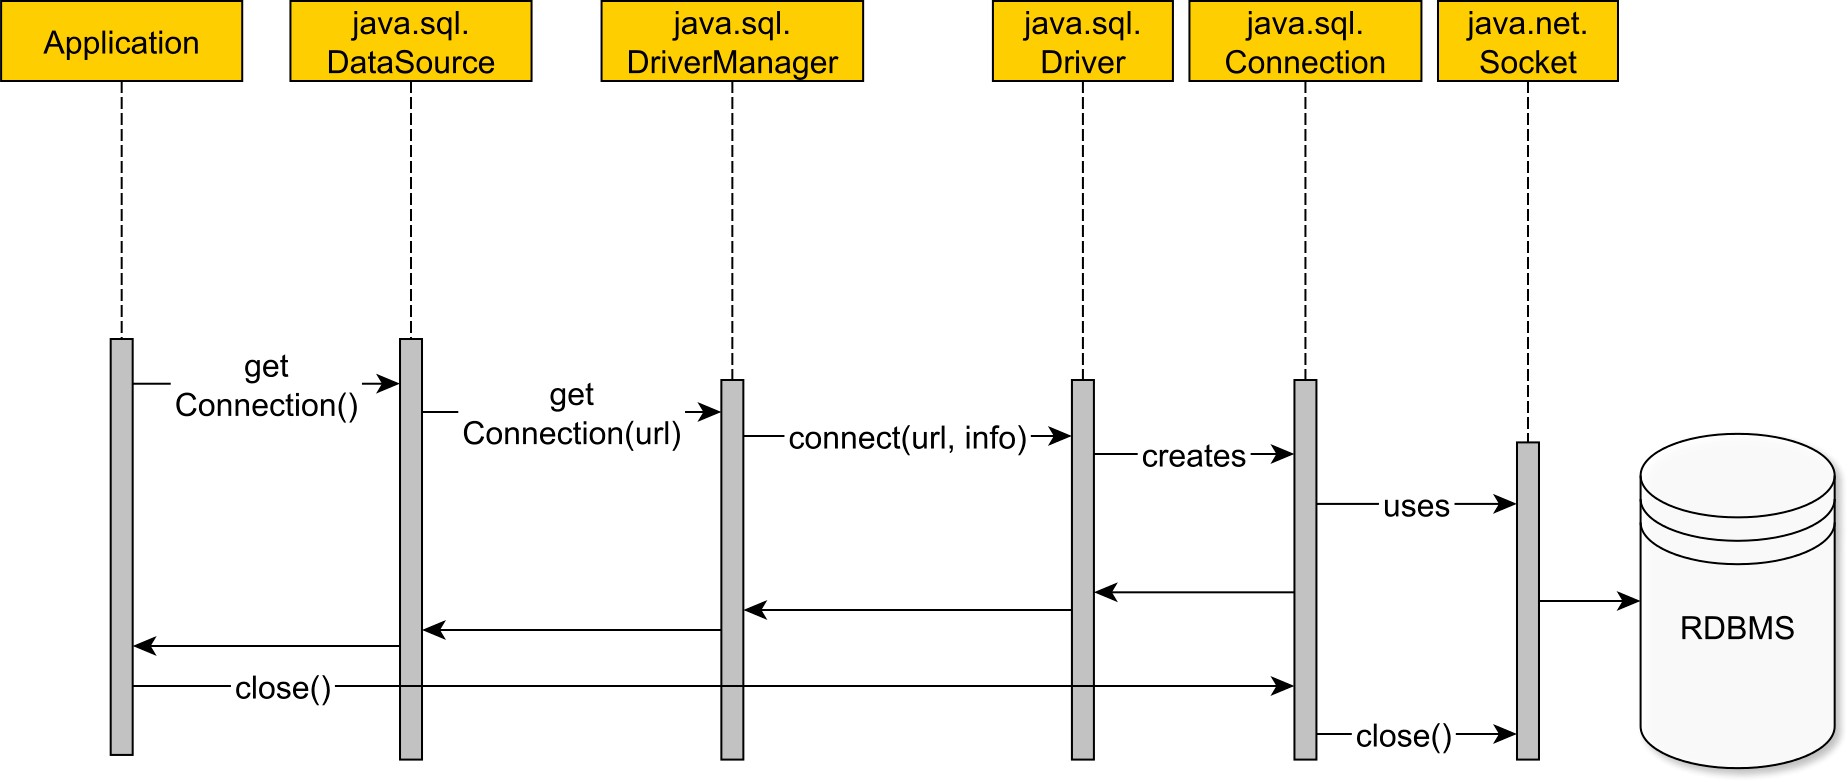 Application
java.sql.
DataSource
java.sql.
DriverManager
java.sql.
Driver
java.sql.
Connection
java.net.
Socket
get
Connection()
get
Connection(url)
connect(url, info)
creates
uses
RDBMS
close()
close()